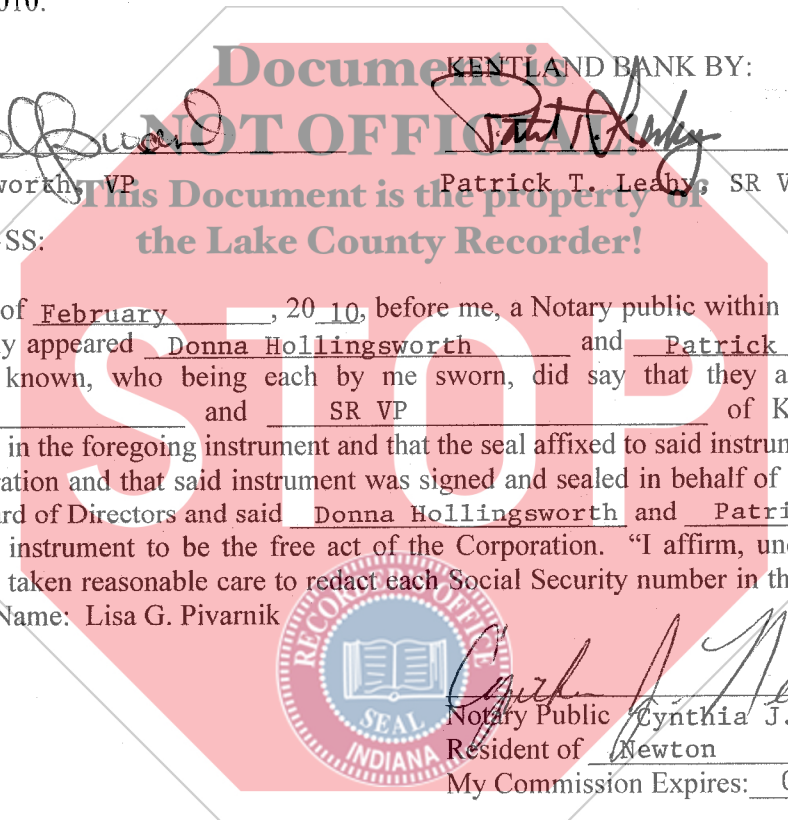 2010.
Document is
KENTLAND BANK BY:
NOT OFFICIAL!
worth, VP
Patrick T. Leahy, SR V
This Document is the property of
SS:
the Lake County Recorder!
of February , 20 10, before me, a Notary public within
y appeared Donna Hollingsworth and Patrick
known, who being each by me sworn, did say that they a
and SR VP of K
STOP
in the foregoing instrument and that the seal affixed to said instrum
ation and that said instrument was signed and sealed in behalf of
rd of Directors and said Donna Hollingsworth and Patri
instrument to be the free act of the Corporation. “I affirm, und
taken reasonable care to redact each Social Security number in th
Name: Lisa G. Pivarnik
RECORDER'S OFFICE
SEAL
INDIANA
Notary Public Cynthia J.
Resident of Newton
My Commission Expires: